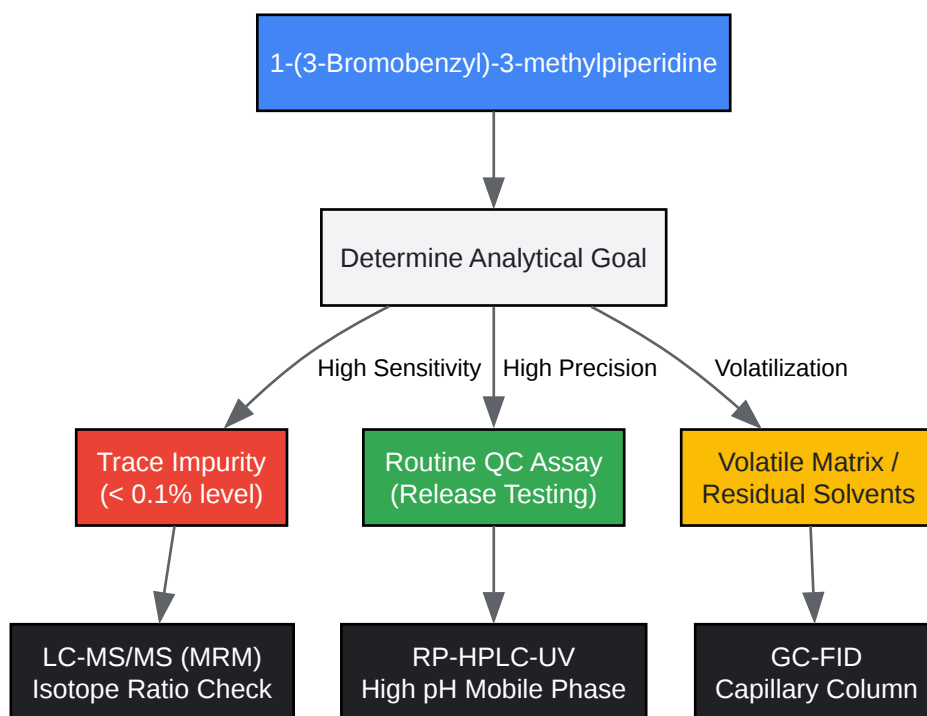 1-(3-Bromobenzyl)-3-methylpiperidine
Determine Analytical Goal
High Sensitivity
High Precision
Volatilization
Trace Impurity
(< 0.1% level)
Routine QC Assay
(Release Testing)
Volatile Matrix /
Residual Solvents
LC-MS/MS (MRM)
Isotope Ratio Check
RP-HPLC-UV
High pH Mobile Phase
GC-FID
Capillary Column